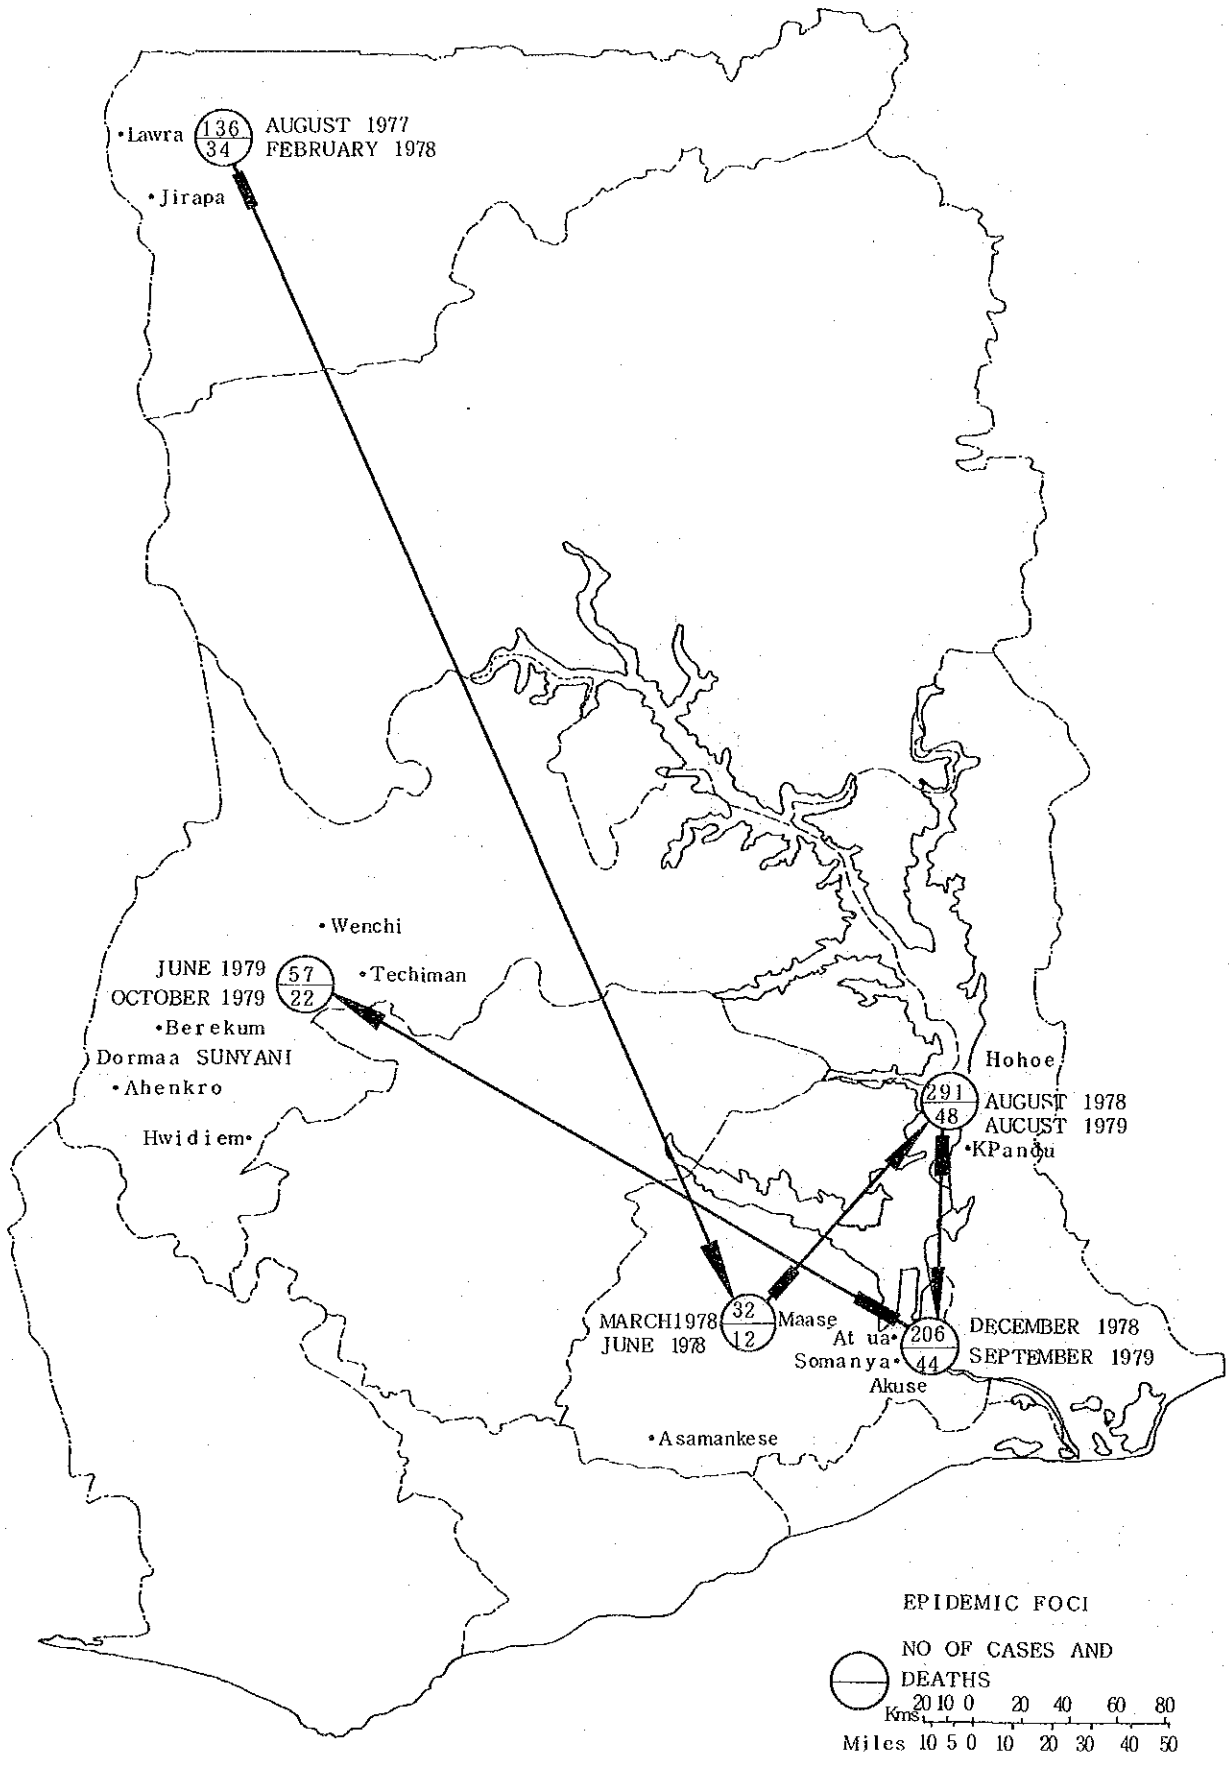 •Lawra
136
34
AUGUST 1977
FEBRUARY 1978
•Jirapa
•Wenchi
JUNE 1979
OCTOBER 1979
57
22
•Techiman
•Berekum
Dormaa SUNYANI
•Ahenkro
Hwidiem•
Hohoe
291
48
AUGUST 1978
AUCUST 1979
•KPandu
MARCH1978
JUNE 1978
32
12
Maase
At ua•
Somanya•
Akuse
206
44
DECEMBER 1978
SEPTEMBER 1979
•Asamankese
EPIDEMIC FOCI
NO OF CASES AND
DEATHS
Kms 20 10 0 20 40 60 80
Miles 10 5 0 10 20 30 40 50